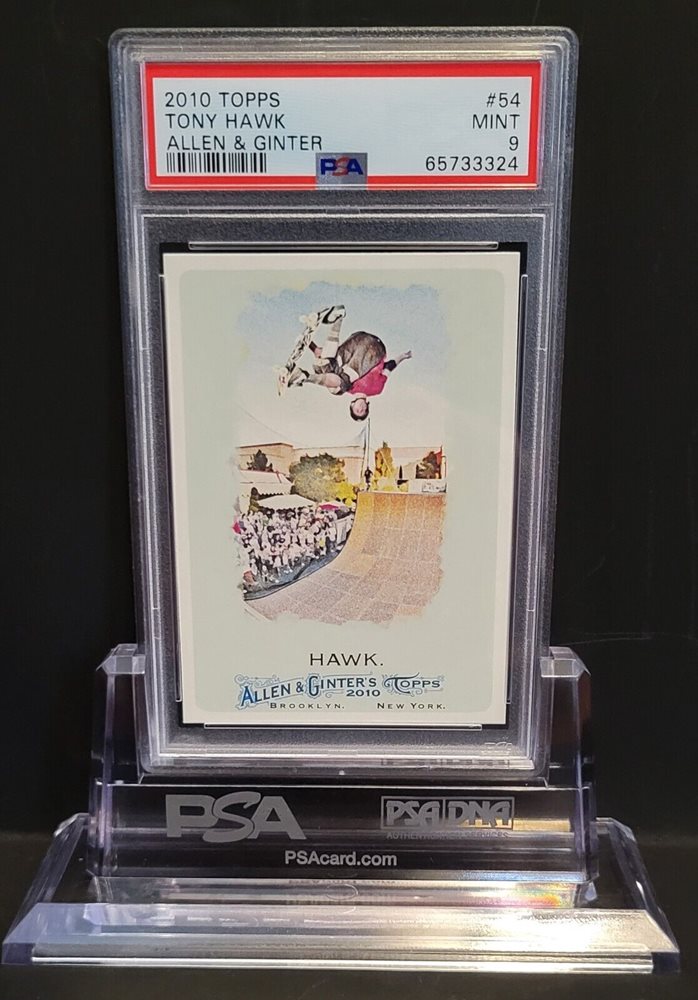 2010 TOPPS #54
TONY HAWK MINT
ALLEN & GINTER 9
PSA 65733324
HAWK.
ALLEN & GINTER'S TOPPS
2010
BROOKLYN. NEW YORK.
PSA PSA DNA
PSAcard.com